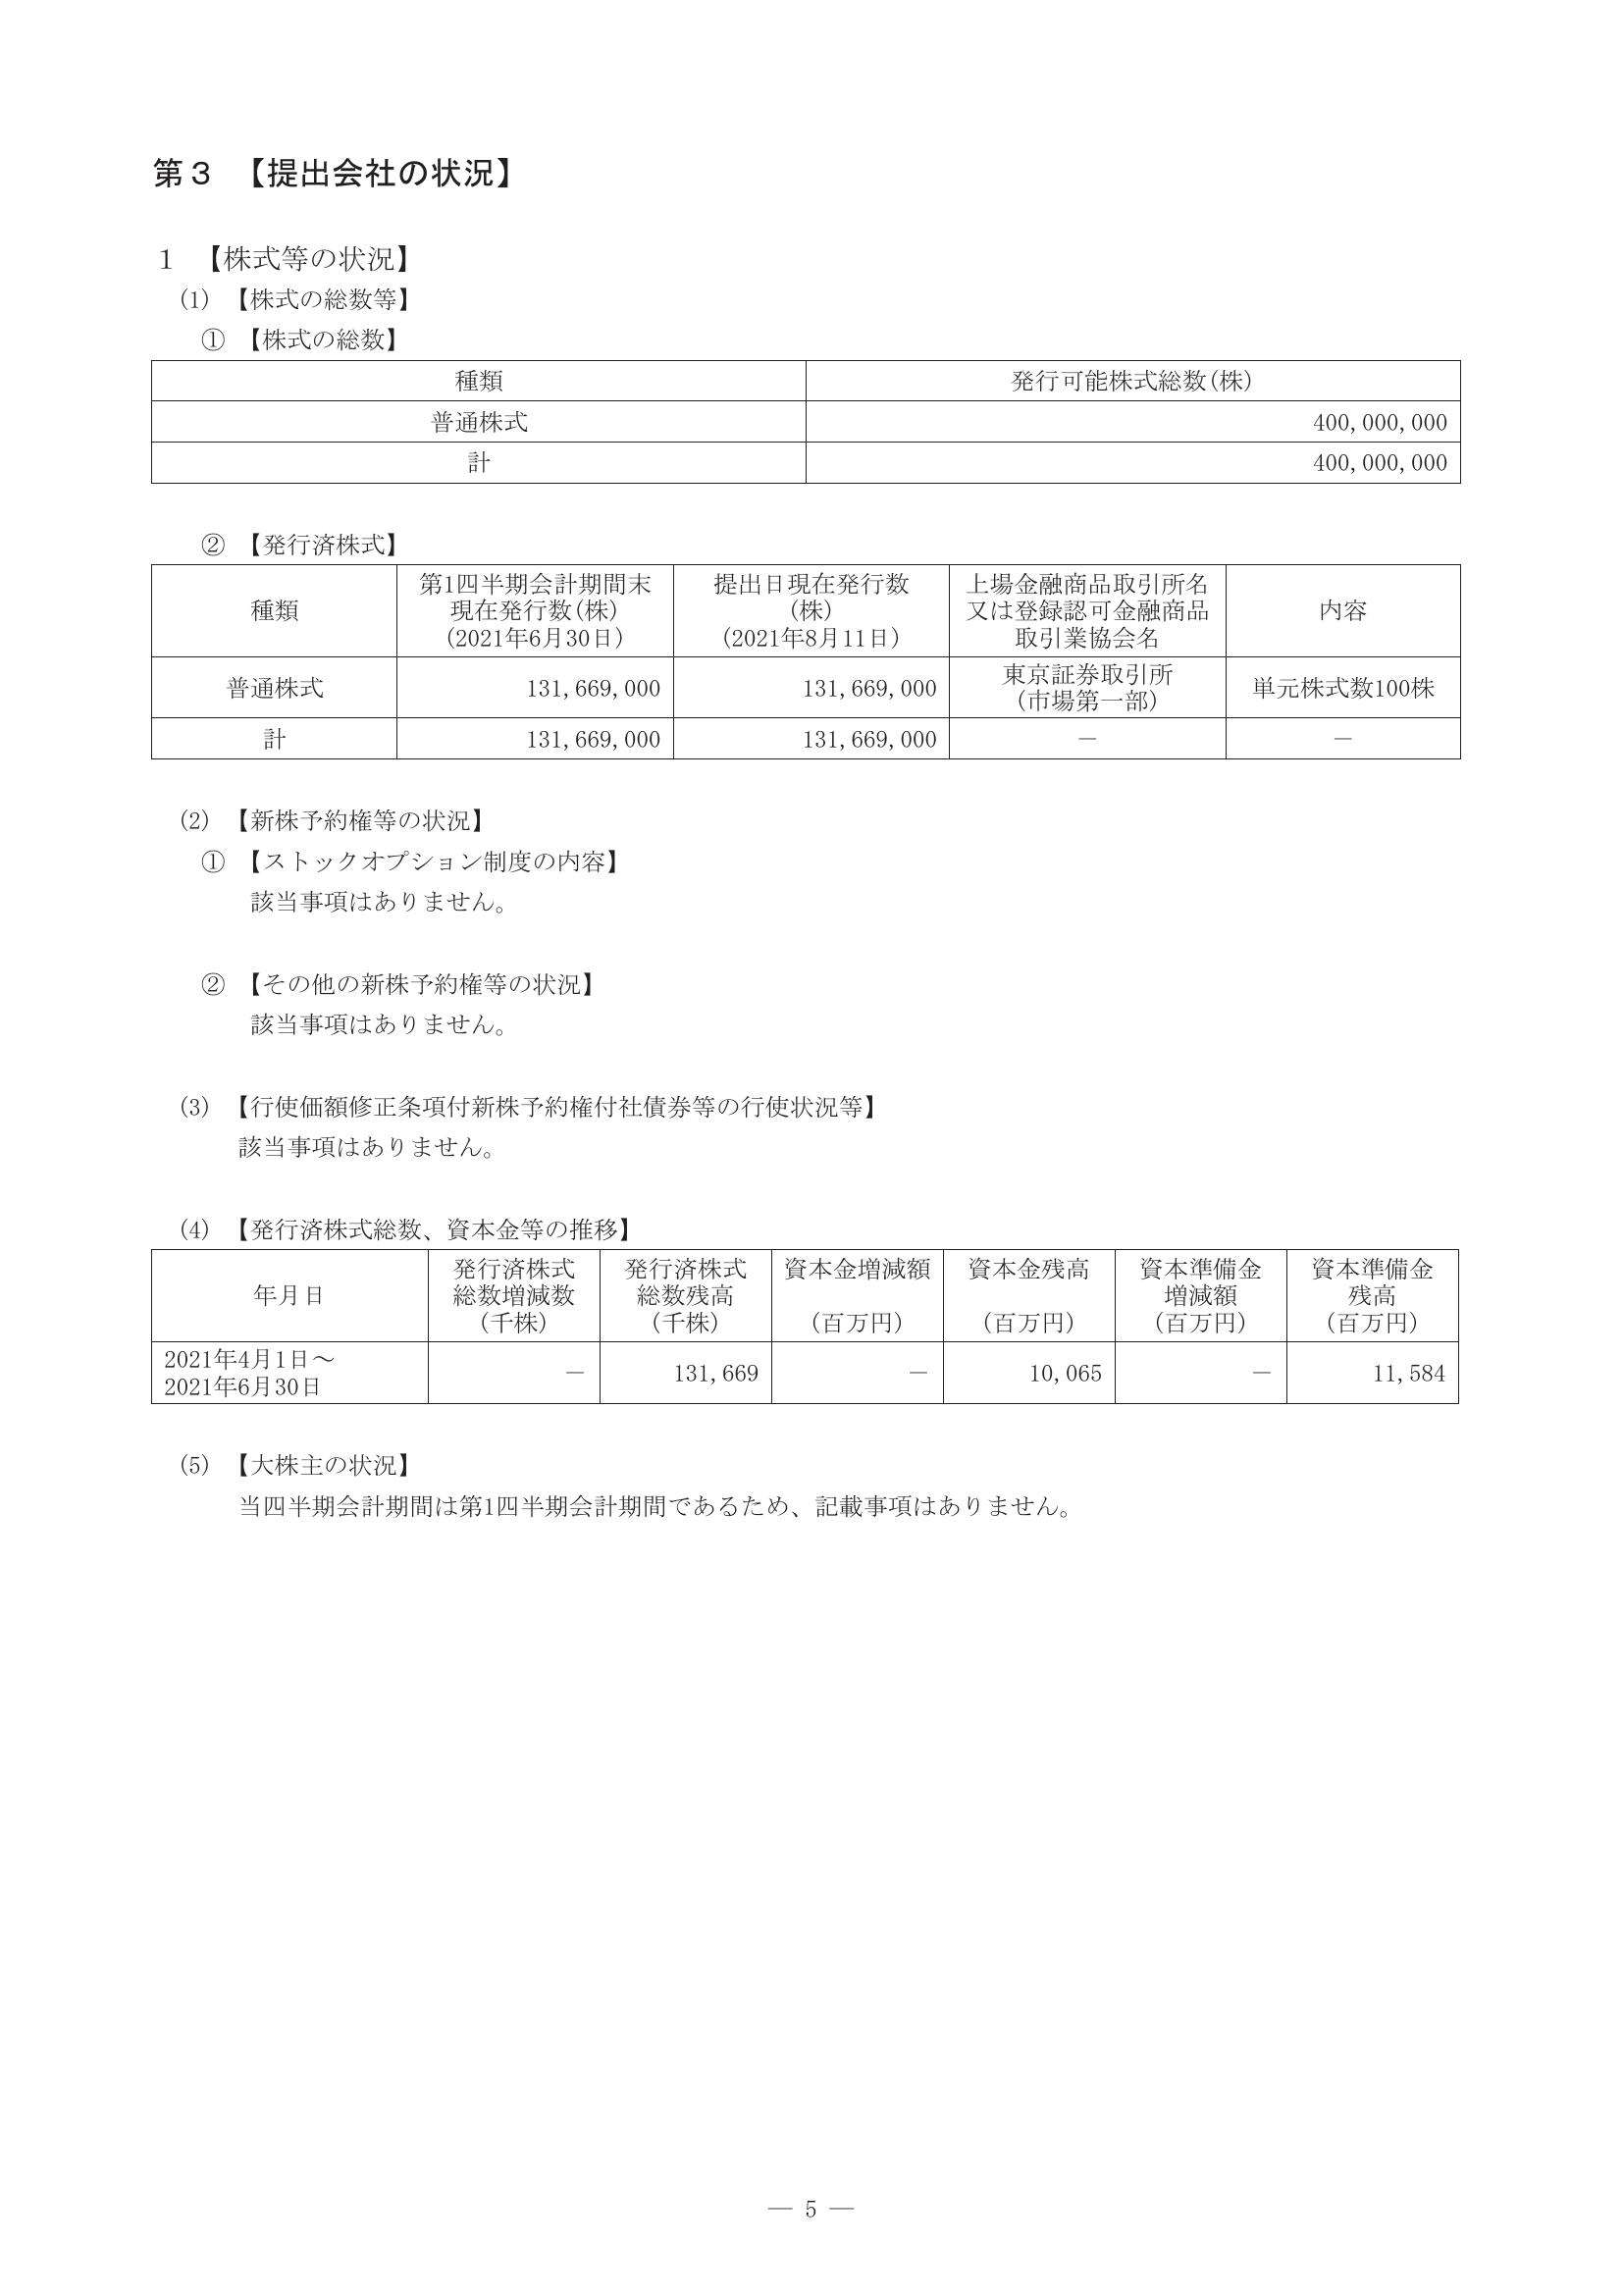 第３　【提出会社の状況】
１　【株式等の状況】
(1) 【株式の総数等】
① 【株式の総数】
種類 発行可能株式総数(株)
普通株式 400,000,000
計 400,000,000
② 【発行済株式】
種類 第1四半期会計期間末現在発行数(株)(2021年6月30日) 提出日現在発行数(株)(2021年8月11日) 上場金融商品取引所名又は登録認可金融商品取引業協会名 内容
普通株式 131,669,000 131,669,000 東京証券取引所(市場第一部) 単元株式数100株
計 131,669,000 131,669,000 － －
(2) 【新株予約権等の状況】
① 【ストックオプション制度の内容】
該当事項はありません。
② 【その他の新株予約権等の状況】
該当事項はありません。
(3) 【行使価額修正条項付新株予約権付社債券等の行使状況等】
該当事項はありません。
(4) 【発行済株式総数、資本金等の推移】
年月日 発行済株式総数増減数(千株) 発行済株式総数残高(千株) 資本金増減額(百万円) 資本金残高(百万円) 資本準備金増減額(百万円) 資本準備金残高(百万円)
2021年4月1日～2021年6月30日 － 131,669 － 10,065 － 11,584
(5) 【大株主の状況】
当四半期会計期間は第1四半期会計期間であるため、記載事項はありません。
― 5 ―